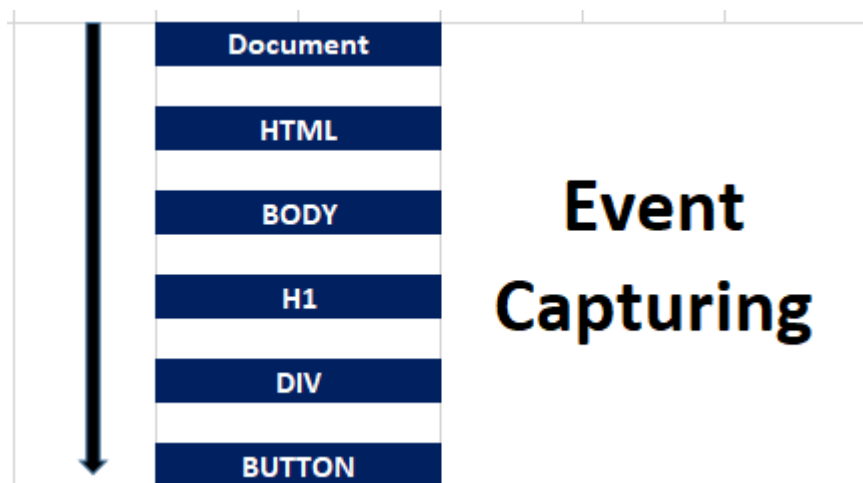 Document
HTML
BODY
H1
DIV
BUTTON
Event
Capturing